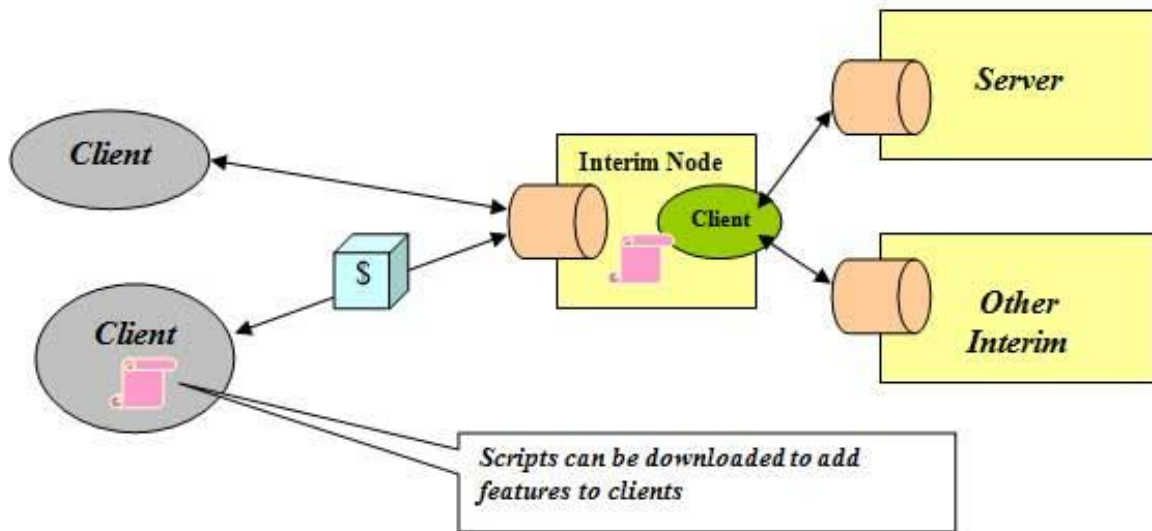 Server
Client
Interim Node
Client
$
Client
Other
Interim
Scripts can be downloaded to add
features to clients